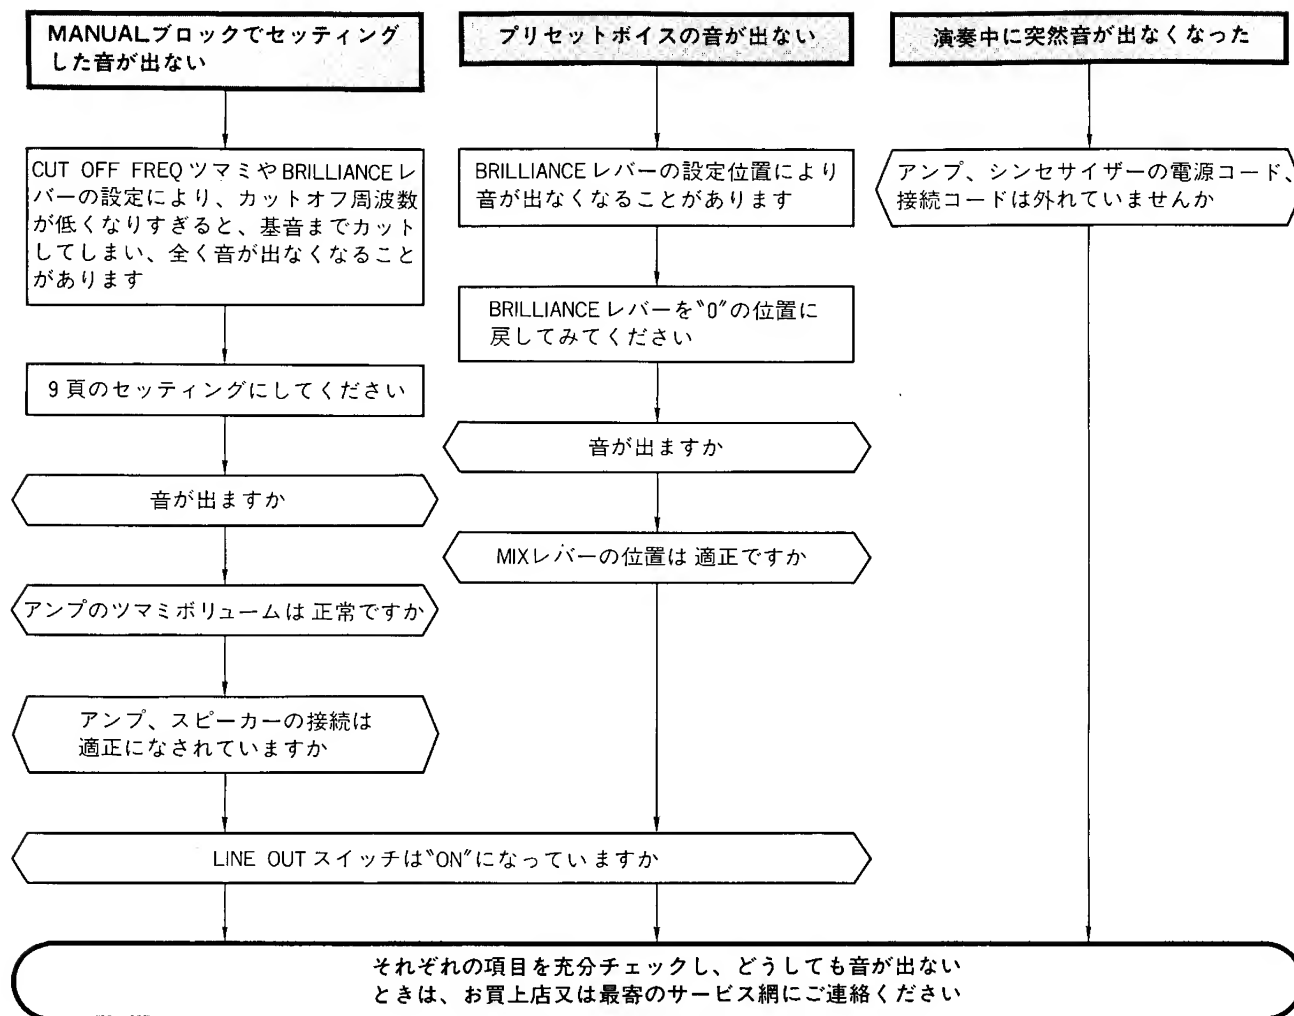 MANUALブロックでセッティング
した音が出ない
CUT OFF FREQツマミやBRILLIANCEレ
バーの設定により、カットオフ周波数
が低くなりすぎると、基音までカット
してしまい、全く音が出なくなること
があります
9頁のセッティングにしてください
音が出ますか
アンプのツマミボリュームは正常ですか
アンプ、スピーカーの接続は
適正になされていますか
プリセットボイスの音が出ない
BRILLIANCEレバーの設定位置により
音が出なくなることがあります
BRILLIANCEレバーを〝0〞の位置に
戻してみてください
音が出ますか
MIXレバーの位置は適正ですか
LINE OUTスイッチは〝ON〞になっていますか
演奏中に突然音が出なくなった
アンプ、シンセサイザーの電源コード、
接続コードは外れていませんか
それぞれの項目を充分チェックし、どうしても音が出ない
ときは、お買上店又は最寄のサービス網にご連絡ください